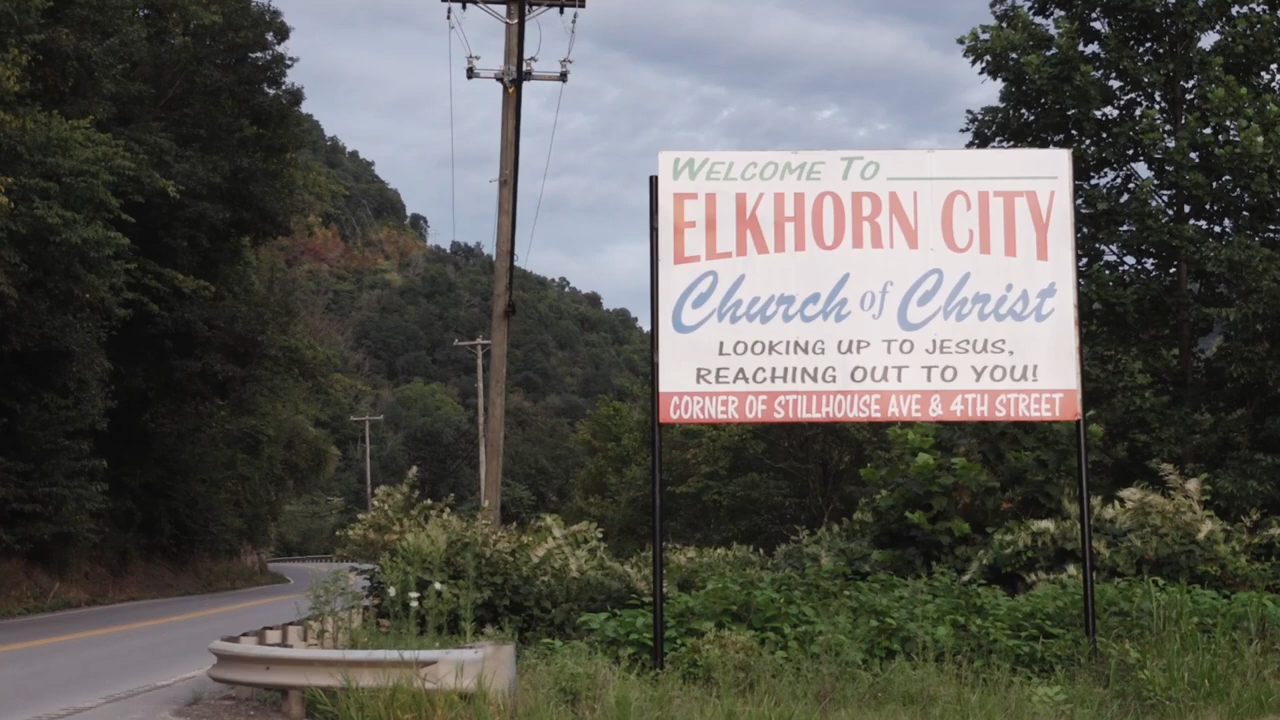 WELCOME TO
ELKHORN CITY
Church of Christ
LOOKING UP TO JESUS,
REACHING OUT TO YOU!
CORNER OF STILLHOUSE AVE & 4TH STREET